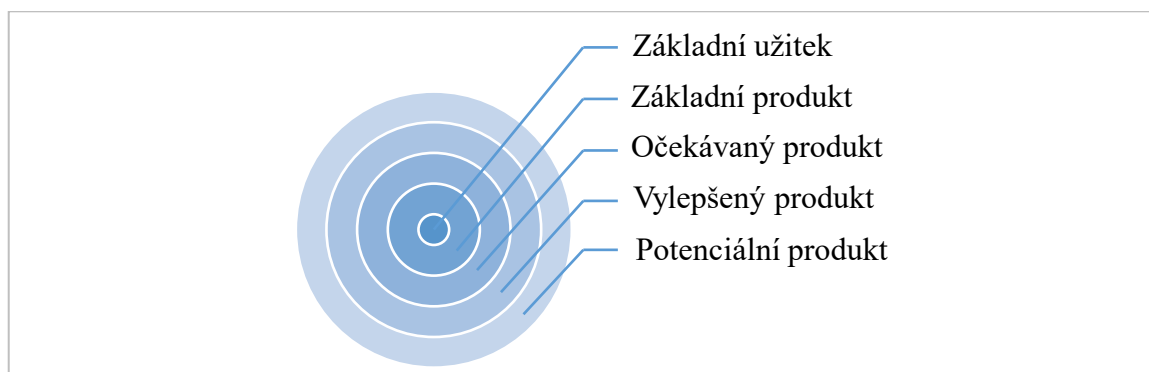 Základní užitek
Základní produkt
Očekávaný produkt
Vylepšený produkt
Potenciální produkt